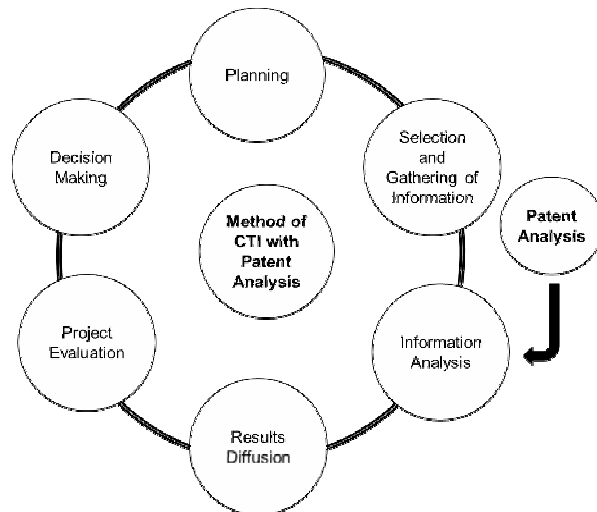 Planning
Selection
and
Gathering of
Information
Patent
Analysis
Information
Analysis
Results
Diffusion
Project
Evaluation
Decision
Making
Method of
CTI with
Patent
Analysis